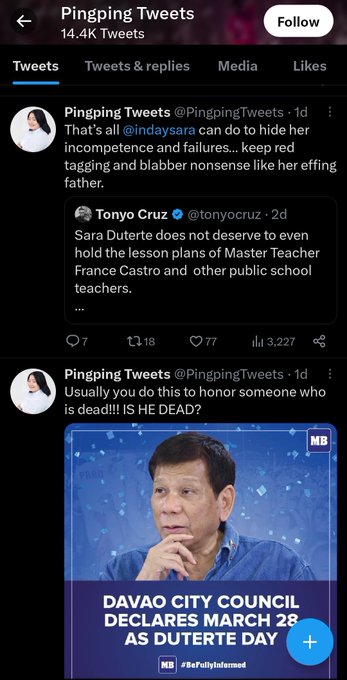 Pingping Tweets
14.4K Tweets
Follow
Tweets
Tweets & replies
Media
Likes
Pingping Tweets @PingpingTweets · 1d
That's all @indaysara can do to hide her
incompetence and failures... keep red
tagging and blabber nonsense like her effing
father.
Tonyo Cruz @tonyocruz · 2d
Sara Duterte does not deserve to even
hold the lesson plans of Master Teacher
France Castro and other public school
teachers.
...
7
18
77
3,227
Pingping Tweets @PingpingTweets · 1d
Usually you do this to honor someone who
is dead!!! IS HE DEAD?
MB
DAVAO CITY COUNCIL
DECLARES MARCH 28
AS DUTERTE DAY
MB #BeFullyInformed